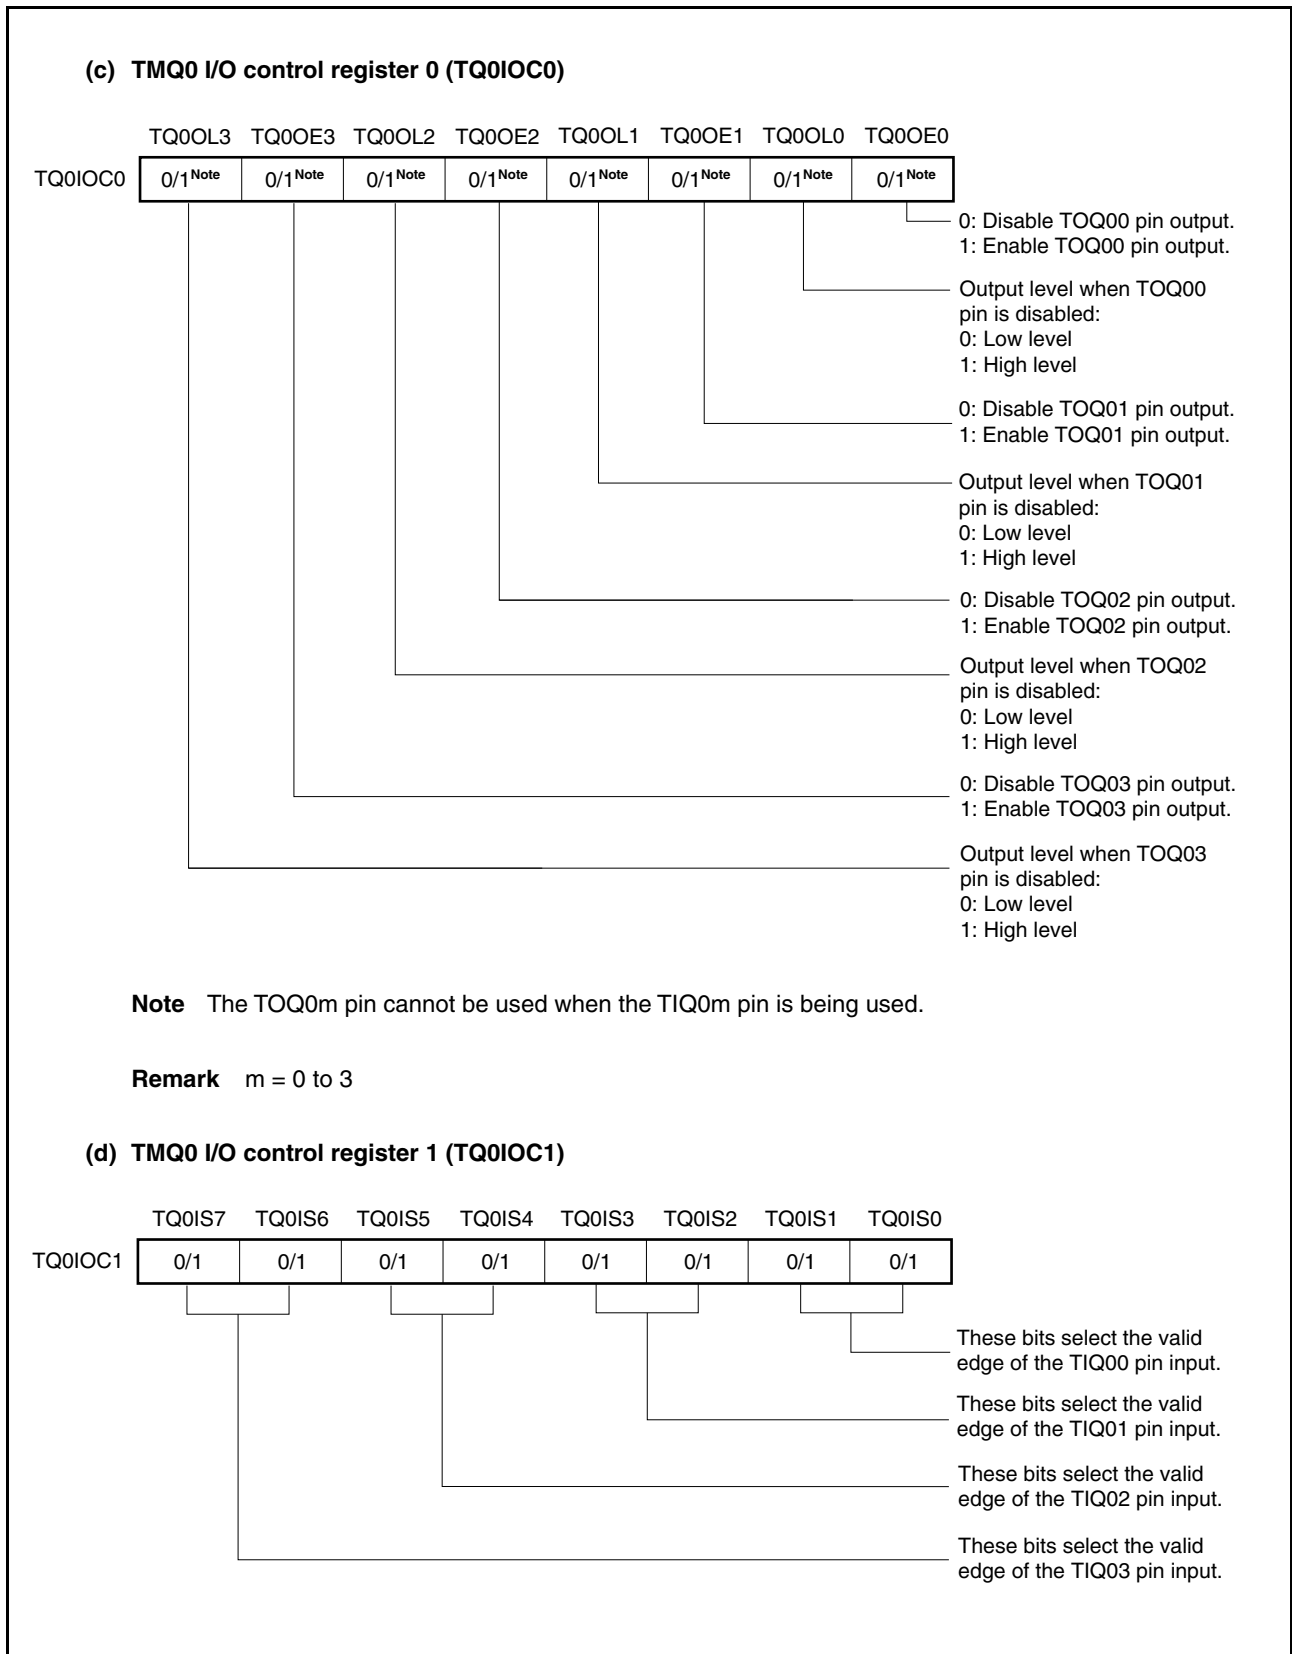 (c) TMQ0 I/O control register 0 (TQ0IOC0)
TQ0OL3 TQ0OE3 TQ0OL2 TQ0OE2 TQ0OL1 TQ0OE1 TQ0OL0 TQ0OE0
TQ0IOC0 0/1Note 0/1Note 0/1Note 0/1Note 0/1Note 0/1Note 0/1Note 0/1Note
0: Disable TOQ00 pin output.
1: Enable TOQ00 pin output.
Output level when TOQ00
pin is disabled:
0: Low level
1: High level
0: Disable TOQ01 pin output.
1: Enable TOQ01 pin output.
Output level when TOQ01
pin is disabled:
0: Low level
1: High level
0: Disable TOQ02 pin output.
1: Enable TOQ02 pin output.
Output level when TOQ02
pin is disabled:
0: Low level
1: High level
0: Disable TOQ03 pin output.
1: Enable TOQ03 pin output.
Output level when TOQ03
pin is disabled:
0: Low level
1: High level
Note The TOQ0m pin cannot be used when the TIQ0m pin is being used.
Remark m = 0 to 3
(d) TMQ0 I/O control register 1 (TQ0IOC1)
TQ0IS7 TQ0IS6 TQ0IS5 TQ0IS4 TQ0IS3 TQ0IS2 TQ0IS1 TQ0IS0
TQ0IOC1 0/1 0/1 0/1 0/1 0/1 0/1 0/1 0/1
These bits select the valid
edge of the TIQ00 pin input.
These bits select the valid
edge of the TIQ01 pin input.
These bits select the valid
edge of the TIQ02 pin input.
These bits select the valid
edge of the TIQ03 pin input.